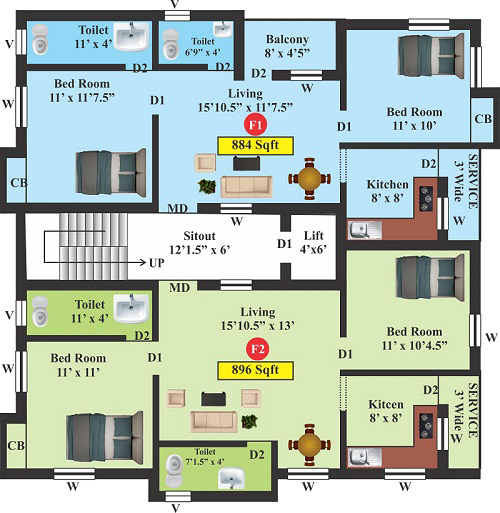 V
Toilet
11' x 4'
V
Toilet
6'9" x 4'
Balcony
8' x 4'5"
W
D2
D2
D2
W
Bed Room
11' x 11'7.5"
D1
Living
15'10.5" x 11'7.5"
F1
884 Sqft
W
D1
Bed Room
11' x 10'
CB
CB
MD
W
D2
Kitchen
8' x 8'
SERVICE
3' Wide
W
Sitout
12'1.5" x 6'
D1
Lift
4'x6'
UP
MD
V
Toilet
11' x 4'
D2
Living
15'10.5" x 13'
F2
896 Sqft
W
Bed Room
11' x 11'
D1
D1
Bed Room
11' x 10'4.5"
CB
D2
Kitcen
8' x 8'
SERVICE
3' Wide
W
Toilet
7'1.5" x 4'
D2
W
W
W
V